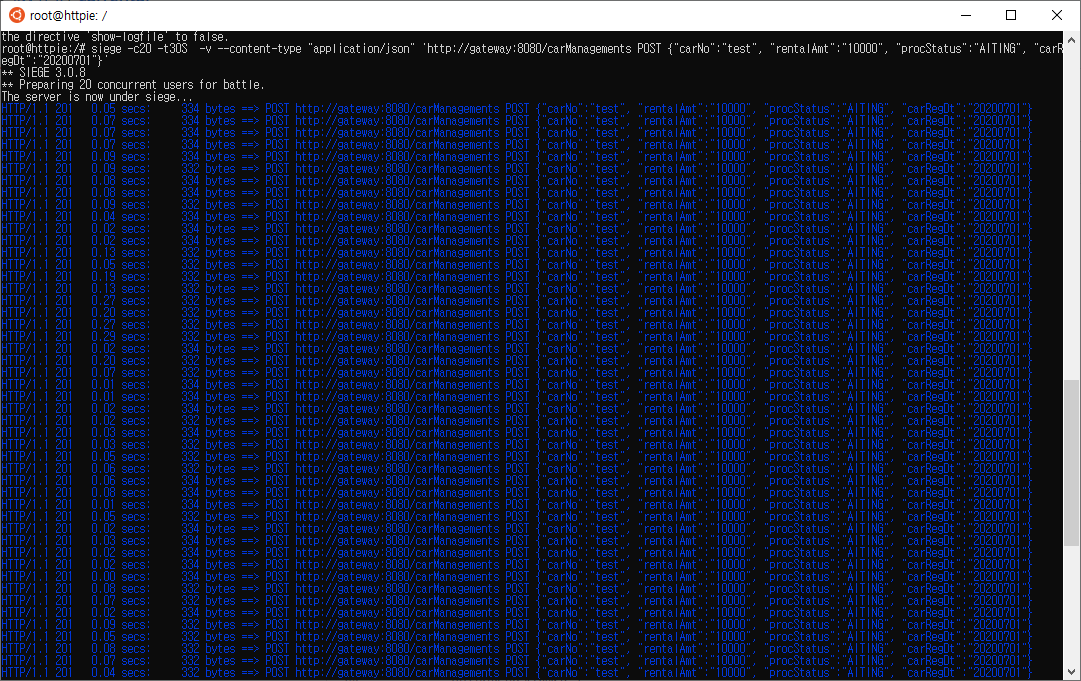 root@httpie: /
the directive 'show-logfile' to false.
root@httpie:/# siege -c20 -t30S  -v --content-type "application/json" 'http://gateway:8080/carManagements POST {"carNo":"test", "rentalAmt":"10000", "procStatus":"AITING", "carR
egDt":"20200701"}'
** SIEGE 3.0.8
** Preparing 20 concurrent users for battle.
The server is now under siege...
HTTP/1.1 201   0.05 secs:     334 bytes ==> POST http://gateway:8080/carManagements POST {"carNo":"test", "rentalAmt":"10000", "procStatus":"AITING", "carRegDt":"20200701"}
HTTP/1.1 201   0.07 secs:     334 bytes ==> POST http://gateway:8080/carManagements POST {"carNo":"test", "rentalAmt":"10000", "procStatus":"AITING", "carRegDt":"20200701"}
HTTP/1.1 201   0.07 secs:     334 bytes ==> POST http://gateway:8080/carManagements POST {"carNo":"test", "rentalAmt":"10000", "procStatus":"AITING", "carRegDt":"20200701"}
HTTP/1.1 201   0.07 secs:     334 bytes ==> POST http://gateway:8080/carManagements POST {"carNo":"test", "rentalAmt":"10000", "procStatus":"AITING", "carRegDt":"20200701"}
HTTP/1.1 201   0.09 secs:     334 bytes ==> POST http://gateway:8080/carManagements POST {"carNo":"test", "rentalAmt":"10000", "procStatus":"AITING", "carRegDt":"20200701"}
HTTP/1.1 201   0.09 secs:     332 bytes ==> POST http://gateway:8080/carManagements POST {"carNo":"test", "rentalAmt":"10000", "procStatus":"AITING", "carRegDt":"20200701"}
HTTP/1.1 201   0.08 secs:     332 bytes ==> POST http://gateway:8080/carManagements POST {"carNo":"test", "rentalAmt":"10000", "procStatus":"AITING", "carRegDt":"20200701"}
HTTP/1.1 201   0.08 secs:     334 bytes ==> POST http://gateway:8080/carManagements POST {"carNo":"test", "rentalAmt":"10000", "procStatus":"AITING", "carRegDt":"20200701"}
HTTP/1.1 201   0.09 secs:     332 bytes ==> POST http://gateway:8080/carManagements POST {"carNo":"test", "rentalAmt":"10000", "procStatus":"AITING", "carRegDt":"20200701"}
HTTP/1.1 201   0.04 secs:     334 bytes ==> POST http://gateway:8080/carManagements POST {"carNo":"test", "rentalAmt":"10000", "procStatus":"AITING", "carRegDt":"20200701"}
HTTP/1.1 201   0.02 secs:     334 bytes ==> POST http://gateway:8080/carManagements POST {"carNo":"test", "rentalAmt":"10000", "procStatus":"AITING", "carRegDt":"20200701"}
HTTP/1.1 201   0.02 secs:     334 bytes ==> POST http://gateway:8080/carManagements POST {"carNo":"test", "rentalAmt":"10000", "procStatus":"AITING", "carRegDt":"20200701"}
HTTP/1.1 201   0.13 secs:     332 bytes ==> POST http://gateway:8080/carManagements POST {"carNo":"test", "rentalAmt":"10000", "procStatus":"AITING", "carRegDt":"20200701"}
HTTP/1.1 201   0.05 secs:     332 bytes ==> POST http://gateway:8080/carManagements POST {"carNo":"test", "rentalAmt":"10000", "procStatus":"AITING", "carRegDt":"20200701"}
HTTP/1.1 201   0.19 secs:     332 bytes ==> POST http://gateway:8080/carManagements POST {"carNo":"test", "rentalAmt":"10000", "procStatus":"AITING", "carRegDt":"20200701"}
HTTP/1.1 201   0.13 secs:     332 bytes ==> POST http://gateway:8080/carManagements POST {"carNo":"test", "rentalAmt":"10000", "procStatus":"AITING", "carRegDt":"20200701"}
HTTP/1.1 201   0.27 secs:     332 bytes ==> POST http://gateway:8080/carManagements POST {"carNo":"test", "rentalAmt":"10000", "procStatus":"AITING", "carRegDt":"20200701"}
HTTP/1.1 201   0.20 secs:     332 bytes ==> POST http://gateway:8080/carManagements POST {"carNo":"test", "rentalAmt":"10000", "procStatus":"AITING", "carRegDt":"20200701"}
HTTP/1.1 201   0.27 secs:     332 bytes ==> POST http://gateway:8080/carManagements POST {"carNo":"test", "rentalAmt":"10000", "procStatus":"AITING", "carRegDt":"20200701"}
HTTP/1.1 201   0.29 secs:     332 bytes ==> POST http://gateway:8080/carManagements POST {"carNo":"test", "rentalAmt":"10000", "procStatus":"AITING", "carRegDt":"20200701"}
HTTP/1.1 201   0.02 secs:     334 bytes ==> POST http://gateway:8080/carManagements POST {"carNo":"test", "rentalAmt":"10000", "procStatus":"AITING", "carRegDt":"20200701"}
HTTP/1.1 201   0.21 secs:     332 bytes ==> POST http://gateway:8080/carManagements POST {"carNo":"test", "rentalAmt":"10000", "procStatus":"AITING", "carRegDt":"20200701"}
HTTP/1.1 201   0.07 secs:     332 bytes ==> POST http://gateway:8080/carManagements POST {"carNo":"test", "rentalAmt":"10000", "procStatus":"AITING", "carRegDt":"20200701"}
HTTP/1.1 201   0.01 secs:     334 bytes ==> POST http://gateway:8080/carManagements POST {"carNo":"test", "rentalAmt":"10000", "procStatus":"AITING", "carRegDt":"20200701"}
HTTP/1.1 201   0.01 secs:     334 bytes ==> POST http://gateway:8080/carManagements POST {"carNo":"test", "rentalAmt":"10000", "procStatus":"AITING", "carRegDt":"20200701"}
HTTP/1.1 201   0.02 secs:     334 bytes ==> POST http://gateway:8080/carManagements POST {"carNo":"test", "rentalAmt":"10000", "procStatus":"AITING", "carRegDt":"20200701"}
HTTP/1.1 201   0.02 secs:     332 bytes ==> POST http://gateway:8080/carManagements POST {"carNo":"test", "rentalAmt":"10000", "procStatus":"AITING", "carRegDt":"20200701"}
HTTP/1.1 201   0.03 secs:     334 bytes ==> POST http://gateway:8080/carManagements POST {"carNo":"test", "rentalAmt":"10000", "procStatus":"AITING", "carRegDt":"20200701"}
HTTP/1.1 201   0.02 secs:     332 bytes ==> POST http://gateway:8080/carManagements POST {"carNo":"test", "rentalAmt":"10000", "procStatus":"AITING", "carRegDt":"20200701"}
HTTP/1.1 201   0.05 secs:     332 bytes ==> POST http://gateway:8080/carManagements POST {"carNo":"test", "rentalAmt":"10000", "procStatus":"AITING", "carRegDt":"20200701"}
HTTP/1.1 201   0.06 secs:     332 bytes ==> POST http://gateway:8080/carManagements POST {"carNo":"test", "rentalAmt":"10000", "procStatus":"AITING", "carRegDt":"20200701"}
HTTP/1.1 201   0.06 secs:     334 bytes ==> POST http://gateway:8080/carManagements POST {"carNo":"test", "rentalAmt":"10000", "procStatus":"AITING", "carRegDt":"20200701"}
HTTP/1.1 201   0.08 secs:     332 bytes ==> POST http://gateway:8080/carManagements POST {"carNo":"test", "rentalAmt":"10000", "procStatus":"AITING", "carRegDt":"20200701"}
HTTP/1.1 201   0.01 secs:     334 bytes ==> POST http://gateway:8080/carManagements POST {"carNo":"test", "rentalAmt":"10000", "procStatus":"AITING", "carRegDt":"20200701"}
HTTP/1.1 201   0.05 secs:     332 bytes ==> POST http://gateway:8080/carManagements POST {"carNo":"test", "rentalAmt":"10000", "procStatus":"AITING", "carRegDt":"20200701"}
HTTP/1.1 201   0.02 secs:     332 bytes ==> POST http://gateway:8080/carManagements POST {"carNo":"test", "rentalAmt":"10000", "procStatus":"AITING", "carRegDt":"20200701"}
HTTP/1.1 201   0.03 secs:     334 bytes ==> POST http://gateway:8080/carManagements POST {"carNo":"test", "rentalAmt":"10000", "procStatus":"AITING", "carRegDt":"20200701"}
HTTP/1.1 201   0.02 secs:     334 bytes ==> POST http://gateway:8080/carManagements POST {"carNo":"test", "rentalAmt":"10000", "procStatus":"AITING", "carRegDt":"20200701"}
HTTP/1.1 201   0.02 secs:     334 bytes ==> POST http://gateway:8080/carManagements POST {"carNo":"test", "rentalAmt":"10000", "procStatus":"AITING", "carRegDt":"20200701"}
HTTP/1.1 201   0.08 secs:     332 bytes ==> POST http://gateway:8080/carManagements POST {"carNo":"test", "rentalAmt":"10000", "procStatus":"AITING", "carRegDt":"20200701"}
HTTP/1.1 201   0.08 secs:     334 bytes ==> POST http://gateway:8080/carManagements POST {"carNo":"test", "rentalAmt":"10000", "procStatus":"AITING", "carRegDt":"20200701"}
HTTP/1.1 201   0.07 secs:     332 bytes ==> POST http://gateway:8080/carManagements POST {"carNo":"test", "rentalAmt":"10000", "procStatus":"AITING", "carRegDt":"20200701"}
HTTP/1.1 201   0.02 secs:     334 bytes ==> POST http://gateway:8080/carManagements POST {"carNo":"test", "rentalAmt":"10000", "procStatus":"AITING", "carRegDt":"20200701"}
HTTP/1.1 201   0.09 secs:     332 bytes ==> POST http://gateway:8080/carManagements POST {"carNo":"test", "rentalAmt":"10000", "procStatus":"AITING", "carRegDt":"20200701"}
HTTP/1.1 201   0.05 secs:     332 bytes ==> POST http://gateway:8080/carManagements POST {"carNo":"test", "rentalAmt":"10000", "procStatus":"AITING", "carRegDt":"20200701"}
HTTP/1.1 201   0.08 secs:     332 bytes ==> POST http://gateway:8080/carManagements POST {"carNo":"test", "rentalAmt":"10000", "procStatus":"AITING", "carRegDt":"20200701"}
HTTP/1.1 201   0.07 secs:     332 bytes ==> POST http://gateway:8080/carManagements POST {"carNo":"test", "rentalAmt":"10000", "procStatus":"AITING", "carRegDt":"20200701"}
HTTP/1.1 201   0.04 secs:     334 bytes ==> POST http://gateway:8080/carManagements POST {"carNo":"test", "rentalAmt":"10000", "procStatus":"AITING", "carRegDt":"20200701"}